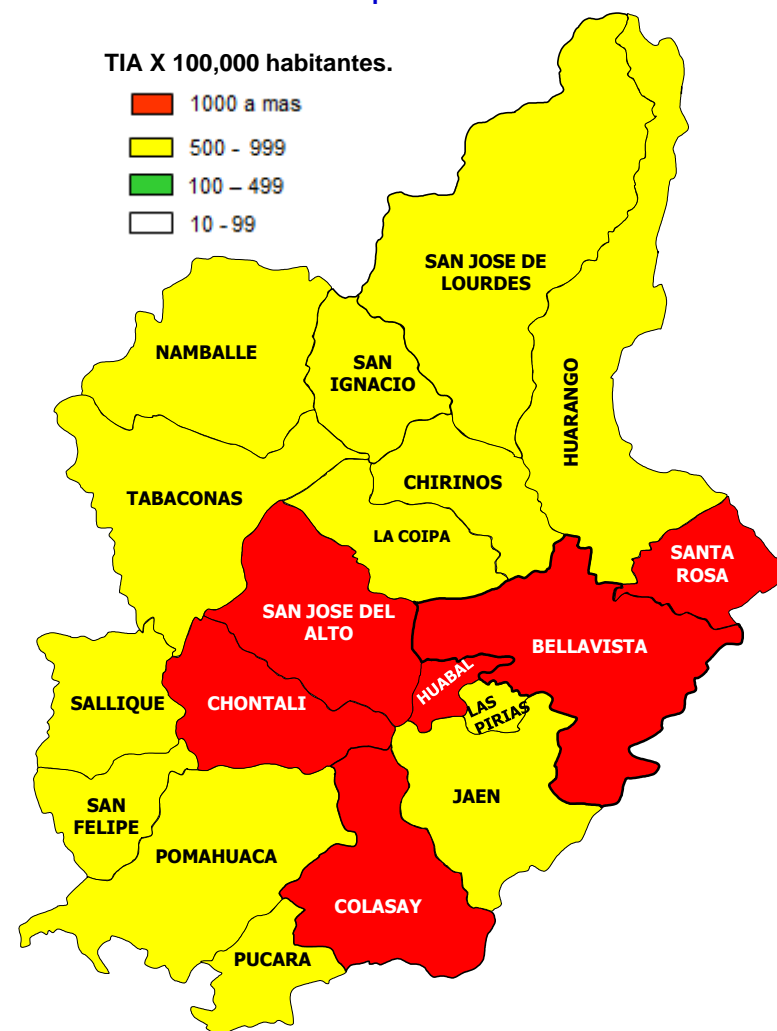 TIA X 100,000 habitantes.
1000 a mas
500 - 999
100 – 499
10 - 99
SAN JOSE DE
LOURDES
NAMBALLE
SAN
IGNACIO
HUARANGO
CHIRINOS
TABACONAS
LA COIPA
SANTA
ROSA
SAN JOSE DEL
ALTO
BELLAVISTA
HUABAL
SALLIQUE
CHONTALI
LAS
PIRIAS
JAEN
SAN
FELIPE
POMAHUACA
COLASAY
PUCARA